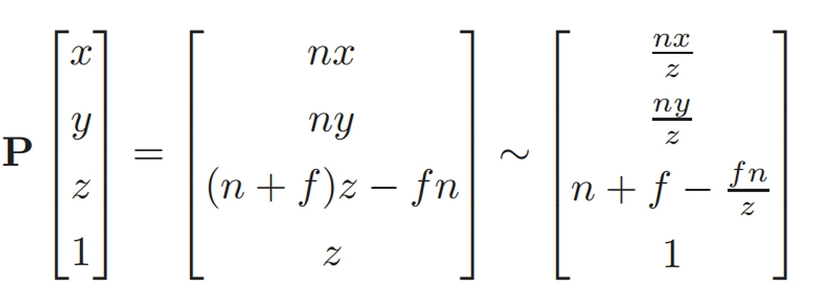 P [x y z 1] = [nx ny (n + f)z − fn z] ∼ [nx/z ny/z n + f − fn/z 1]